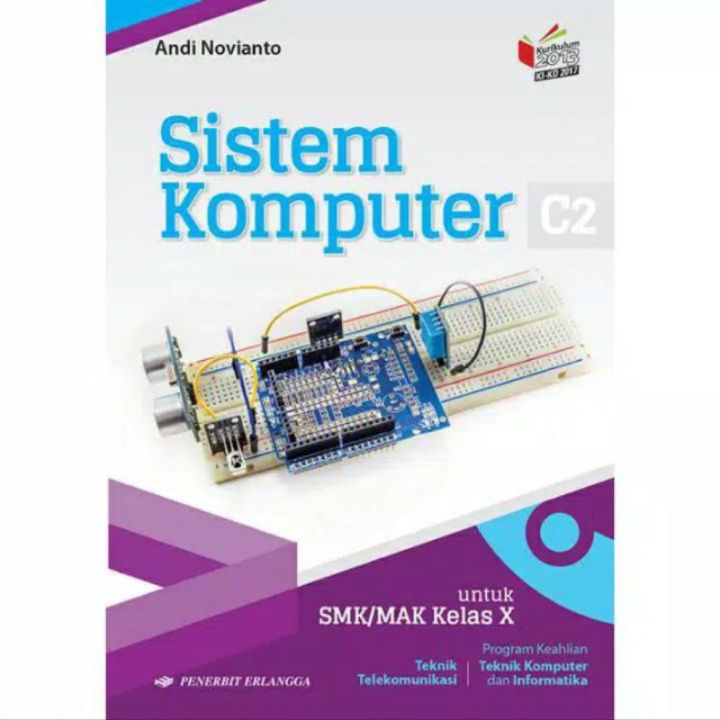 Andi Novianto
Kurikulum
2013
KI-KD 2017
Sistem
Komputer
C2
untuk
SMK/MAK Kelas X
Program Keahlian
Teknik
Telekomunikasi
Teknik Komputer
dan Informatika
PENERBIT ERLANGGA